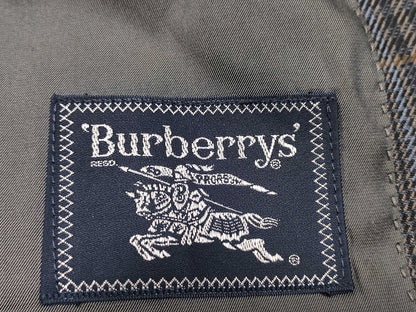 'Burberrys'
REGD. ®
PRORSUM
®